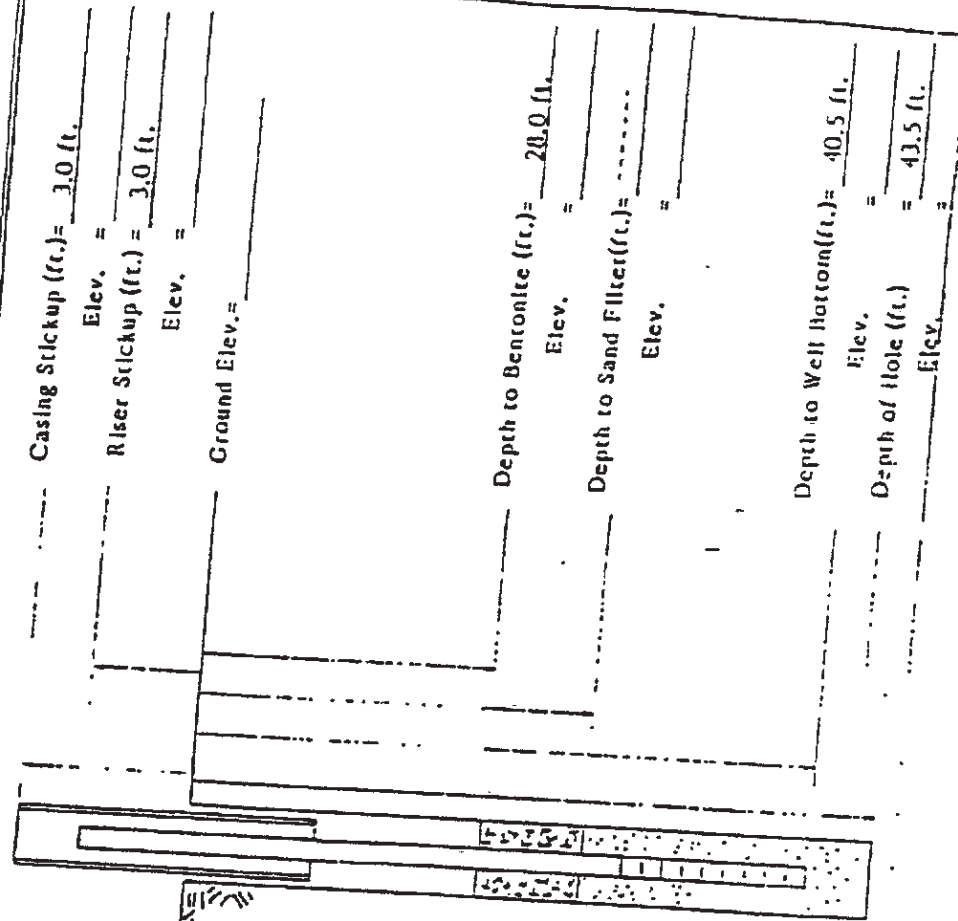 Casing Stickup (ft.)= 3.0 ft.
Elev. =
Riser Stickup (ft.) = 3.0 ft.
Elev. =
Ground Elev.=
Depth to Bentonite (ft.)= 28.0 ft.
Elev. =
Depth to Sand Filter(ft.)= ------
Elev. =
Depth to Well Bottom(ft.)= 40.5 ft.
Elev. =
Depth of Hole (ft.) = 43.5 ft.
Elev. =